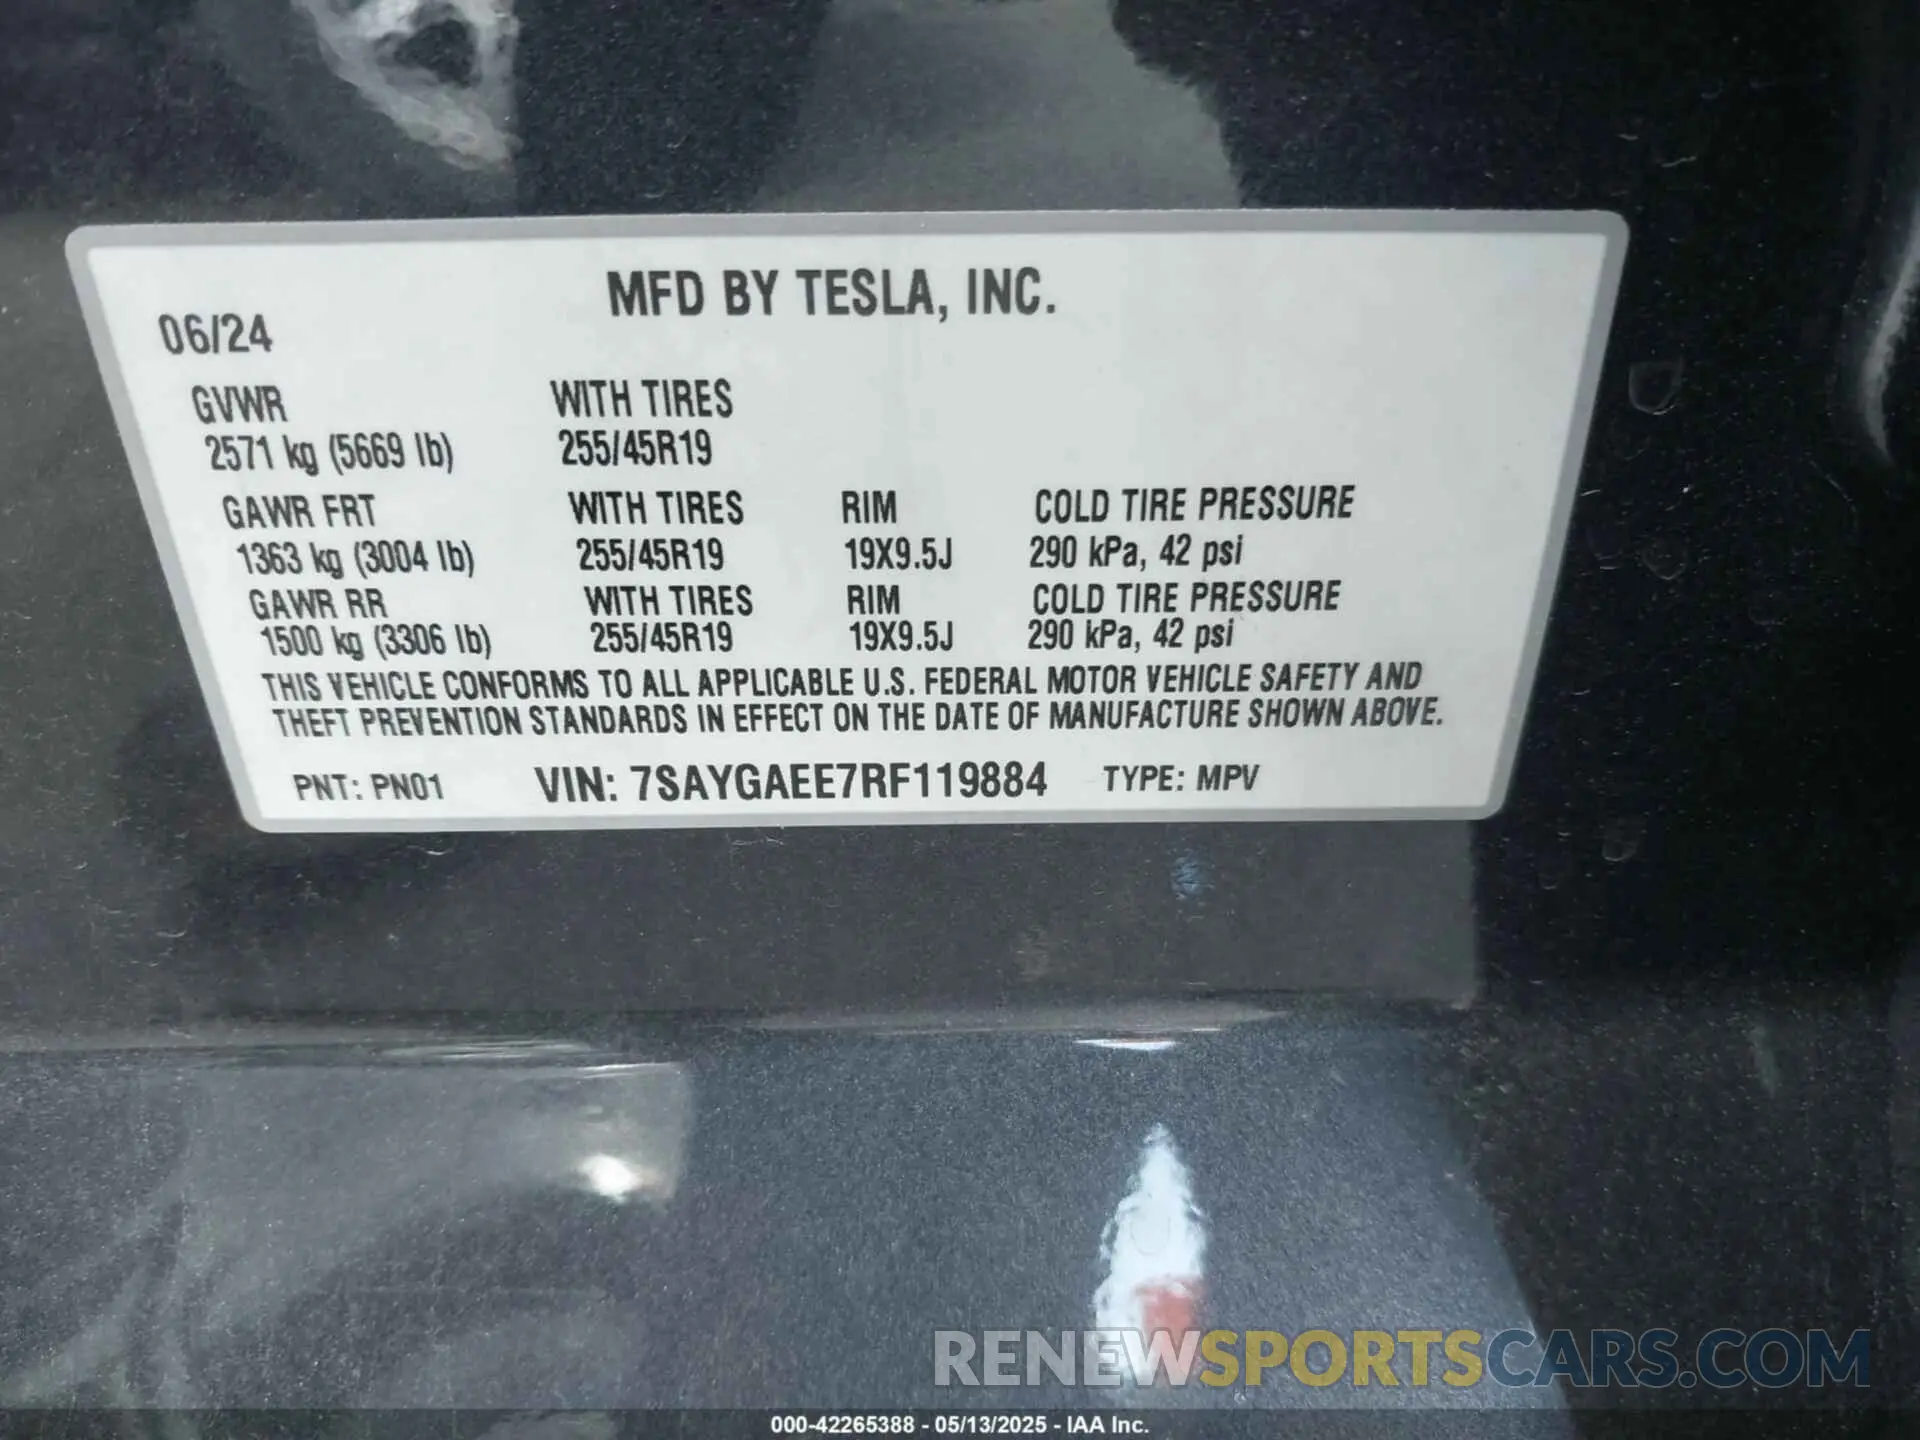 MFD BY TESLA, INC.
06/24
GVWR WITH TIRES
2571 kg (5669 lb) 255/45R19
GAWR FRT WITH TIRES RIM COLD TIRE PRESSURE
1363 kg (3004 lb) 255/45R19 19X9.5J 290 kPa, 42 psi
GAWR RR WITH TIRES RIM COLD TIRE PRESSURE
1500 kg (3306 lb) 255/45R19 19X9.5J 290 kPa, 42 psi
THIS VEHICLE CONFORMS TO ALL APPLICABLE U.S. FEDERAL MOTOR VEHICLE SAFETY AND
THEFT PREVENTION STANDARDS IN EFFECT ON THE DATE OF MANUFACTURE SHOWN ABOVE.
PNT: PN01 VIN: 7SAYGAEE7RF119884 TYPE: MPV
RENEWSPORTSCARS.COM
000-42265388 - 05/13/2025 - IAA Inc.